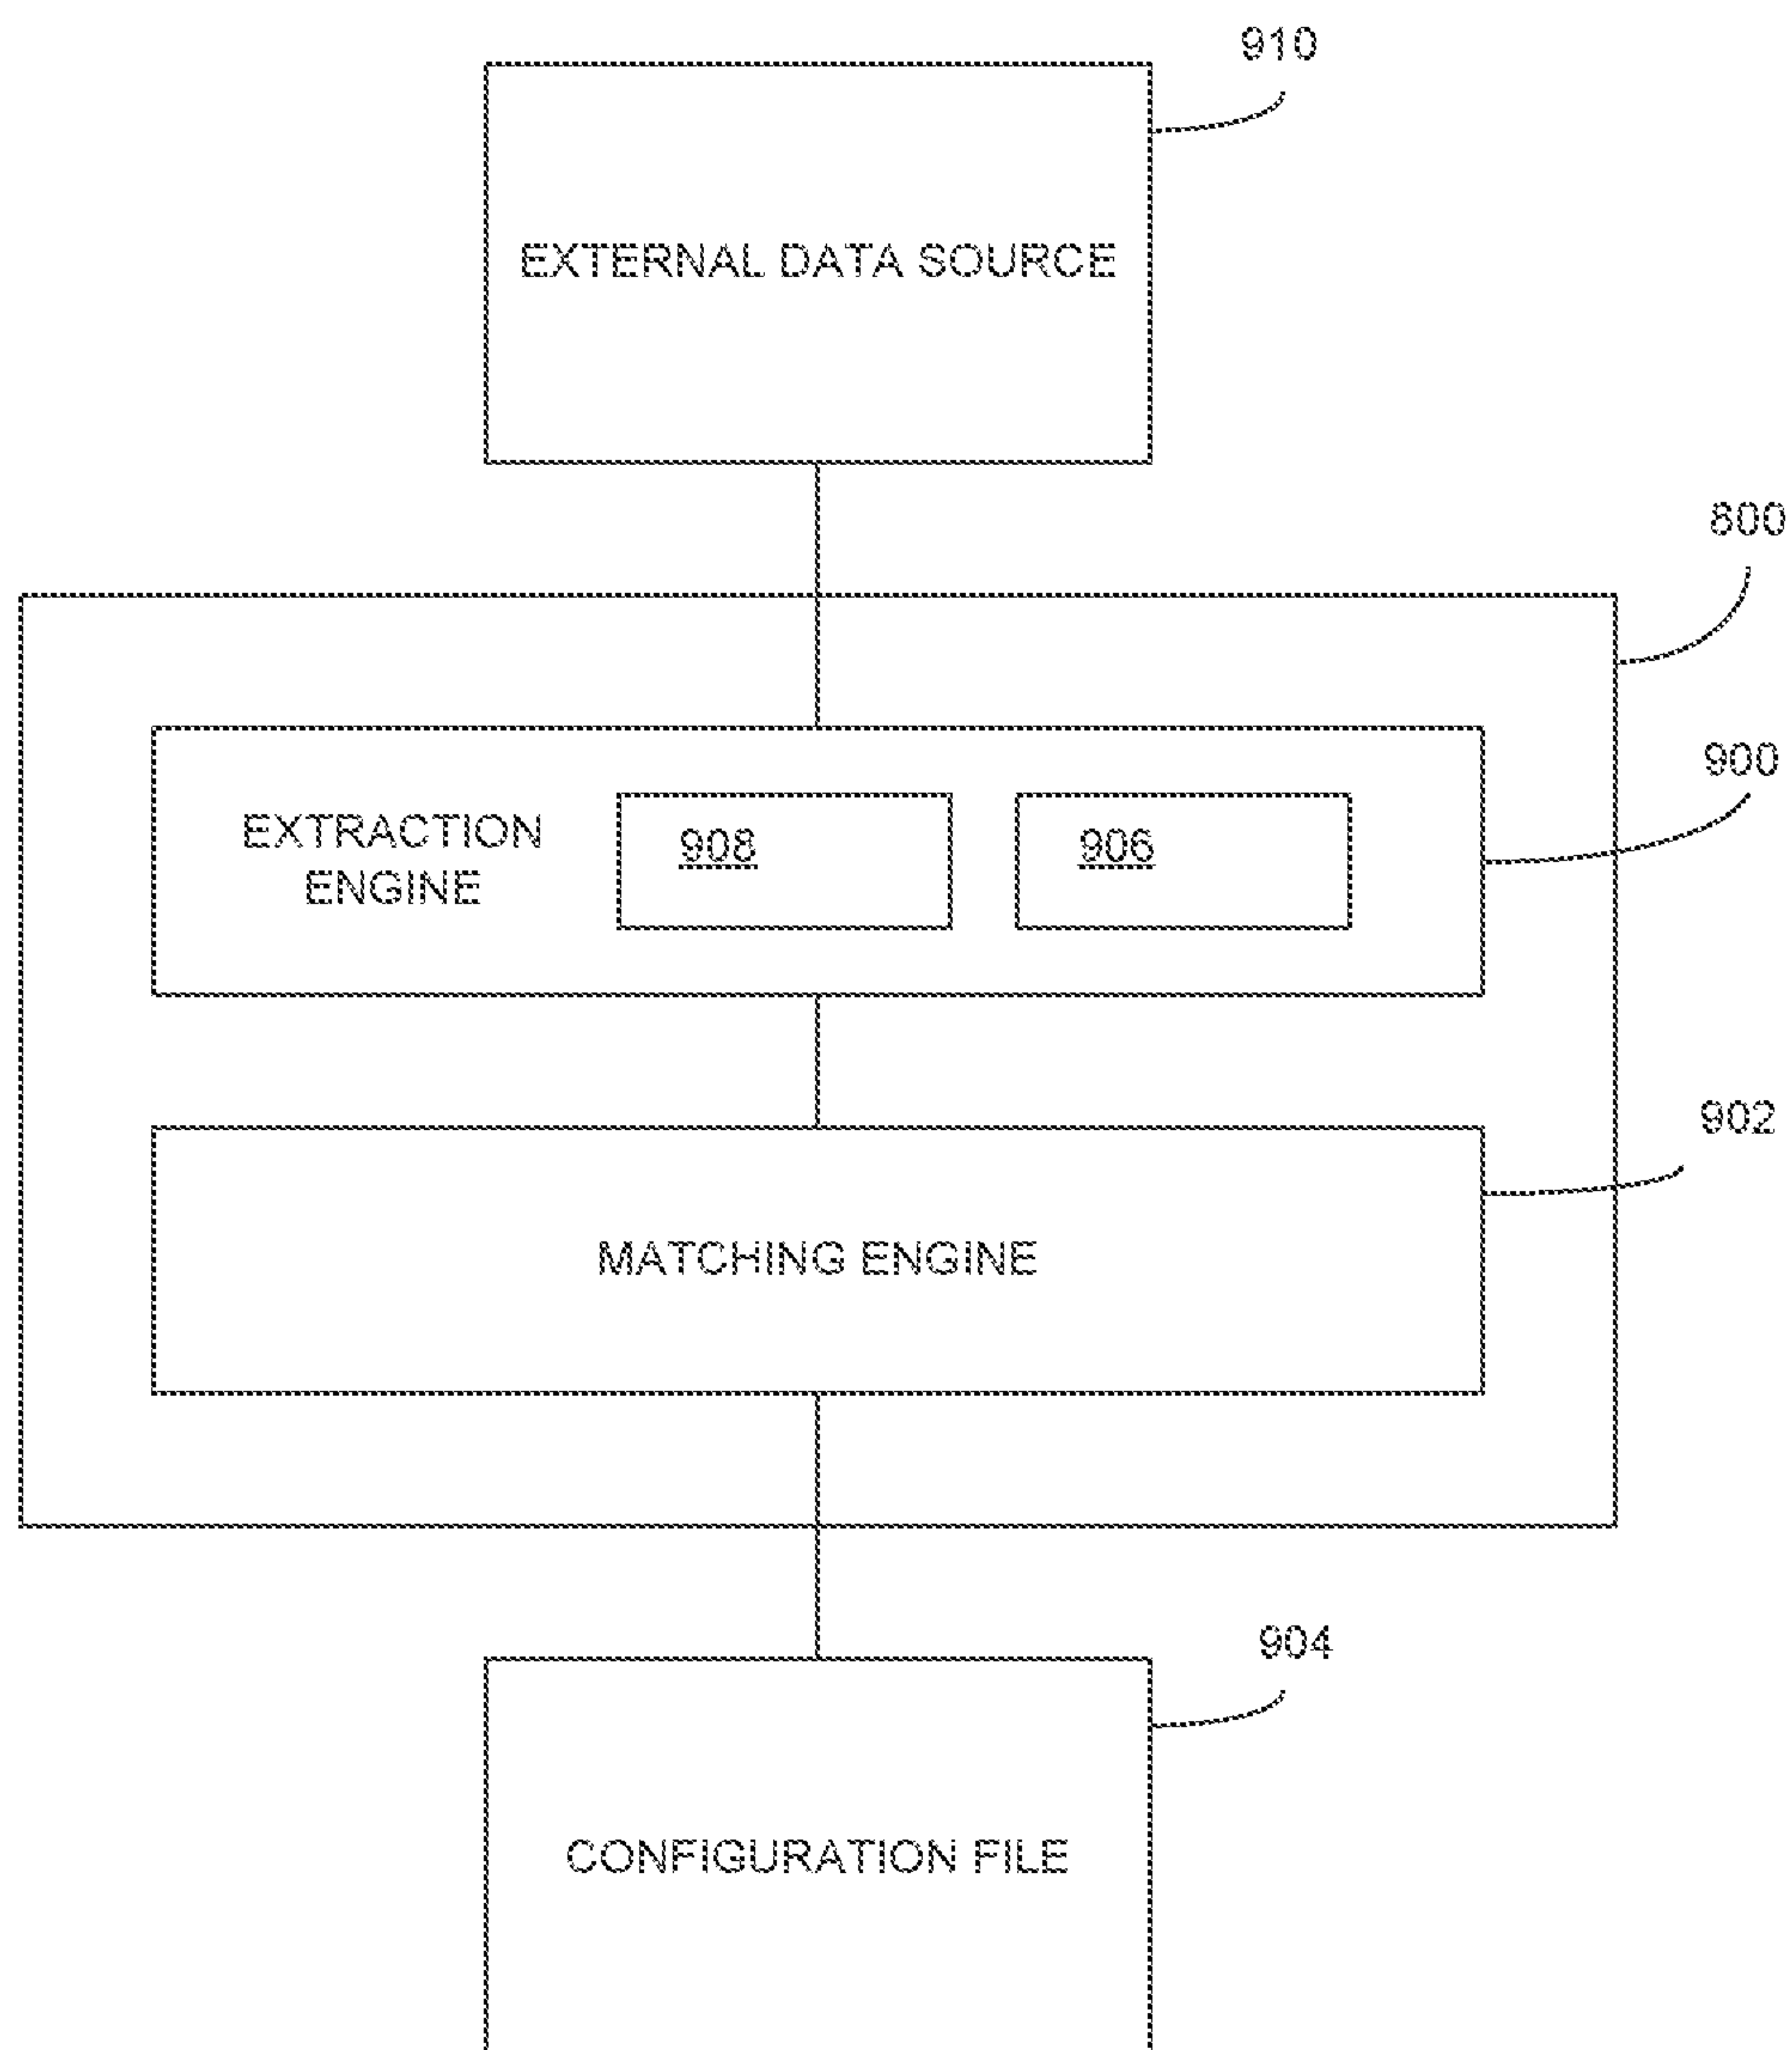 910
EXTERNAL DATA SOURCE
800
900
EXTRACTION
ENGINE
908
906
902
MATCHING ENGINE
904
CONFIGURATION FILE